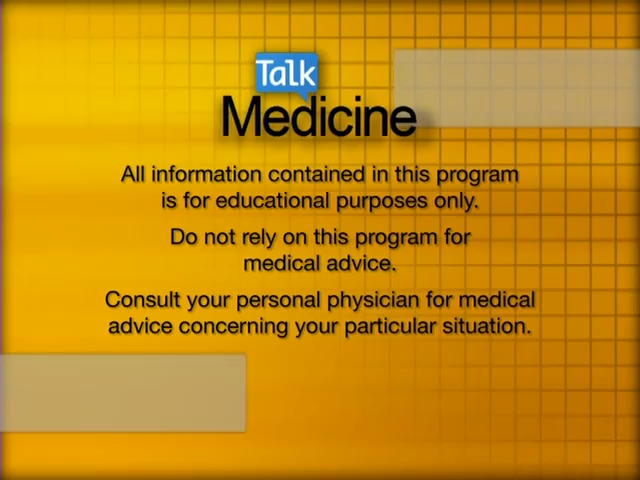 Talk
Medicine
All information contained in this program
is for educational purposes only.
Do not rely on this program for
medical advice.
Consult your personal physician for medical
advice concerning your particular situation.